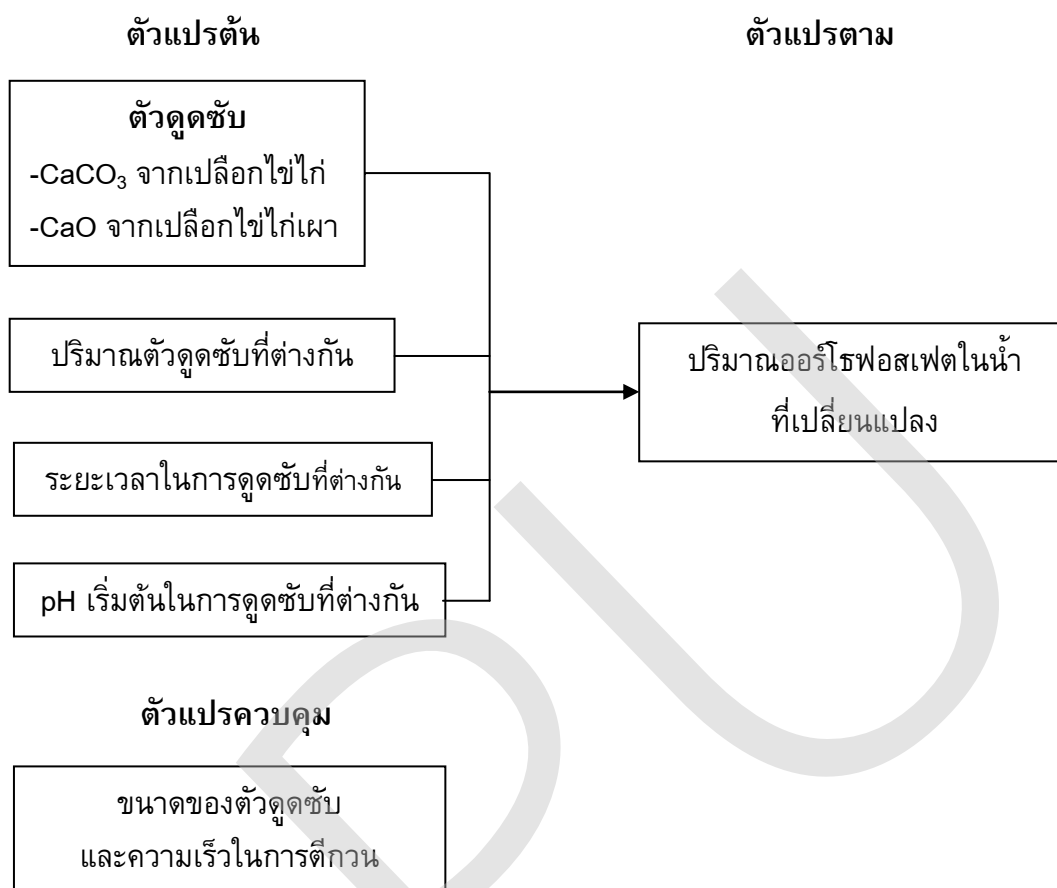 ตัวแปรต้น
ตัวแปรตาม
ตัวดูดซับ
-CaCO₃ จากเปลือกไข่ไก่
-CaO จากเปลือกไข่ไก่เผา
ปริมาณตัวดูดซับที่ต่างกัน
ระยะเวลาในการดูดซับที่ต่างกัน
pH เริ่มต้นในการดูดซับที่ต่างกัน
ปริมาณออร์โธฟอสเฟตในน้ำ
ที่เปลี่ยนแปลง
ตัวแปรควบคุม
ขนาดของตัวดูดซับ
และความเร็วในการตีกวน
DU